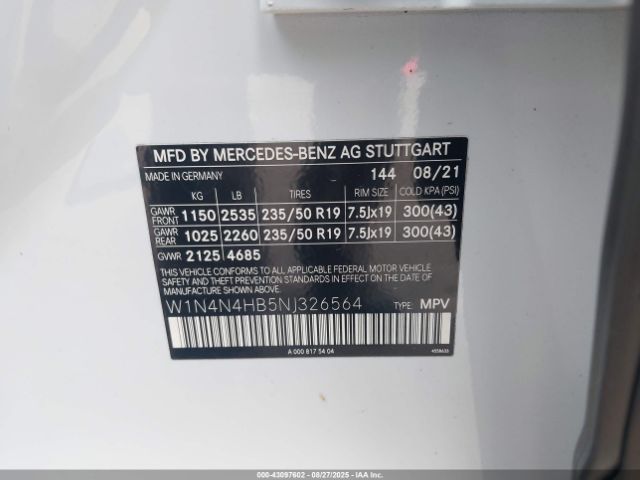 MFD BY MERCEDES-BENZ AG STUTTGART
MADE IN GERMANY 144 08/21
KG LB TIRES RIM SIZE COLD KPA (PSI)
GAWR FRONT 1150 2535 235/50 R19 7.5Jx19 300(43)
GAWR REAR 1025 2260 235/50 R19 7.5Jx19 300(43)
GVWR 2125 4685
THIS VEHICLE CONFORMS TO ALL APPLICABLE FEDERAL MOTOR VEHICLE
SAFETY, BUMPER, AND THEFT PREVENTION STANDARDS IN EFFECT ON THE DATE OF
MANUFACTURE SHOWN ABOVE.
W1N4N4HB5NJ326564 TYPE: MPV
A 000 817 54 04
000-43097602 - 08/27/2025 - IAAI.com